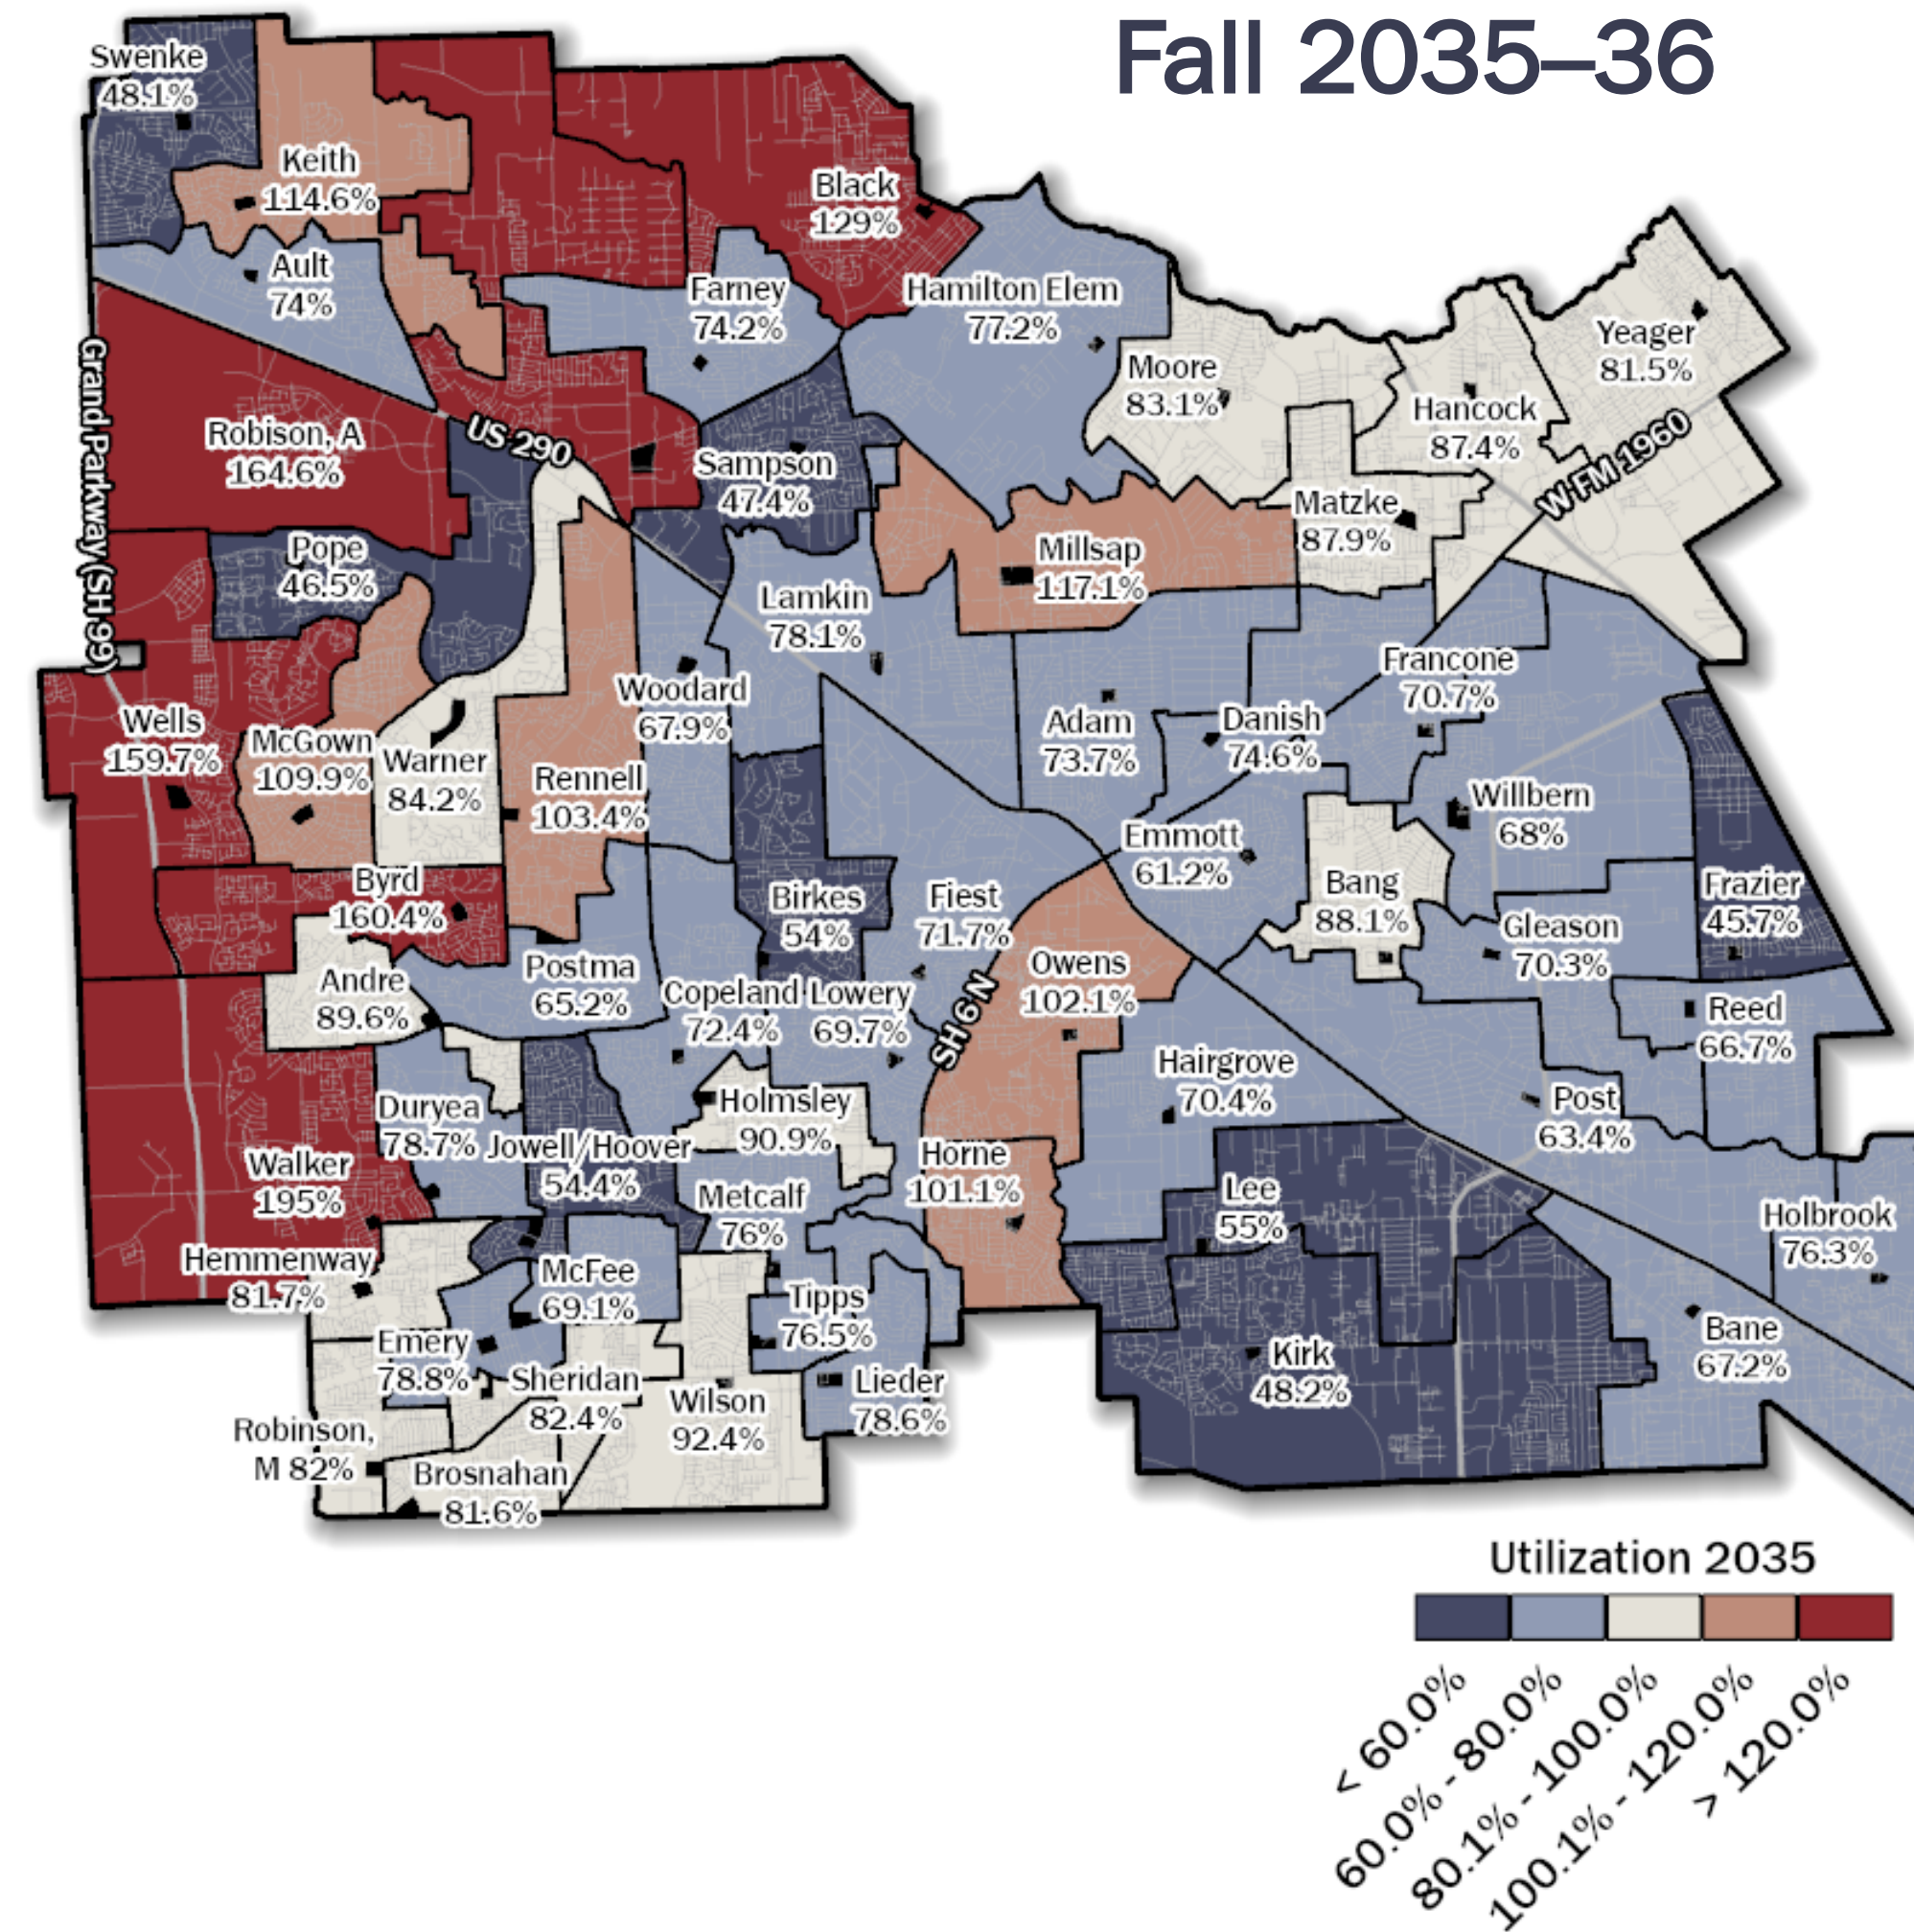 Fall 2035–36
Swenke
48.1%
Keith
114.6%
Black
129%
Ault
74%
Farney
74.2%
Hamilton Elem
77.2%
Yeager
81.5%
Moore
83.1%
Hancock
87.4%
Grand Parkway (SH 99)
Robison, A
164.6%
US 290
Sampson
47.4%
W FM 1960
Matzke
87.9%
Pope
46.5%
Millsap
117.1%
Lamkin
78.1%
Francone
70.7%
Woodard
67.9%
Wells
159.7%
McGown
109.9%
Warner
84.2%
Rennell
103.4%
Adam
73.7%
Danish
74.6%
Willbern
68%
Emmott
61.2%
Byrd
160.4%
Birkes
54%
Fiest
71.7%
Bang
88.1%
Frazier
45.7%
Gleason
70.3%
Andre
89.6%
Postma
65.2%
Copeland
72.4%
Lowery
69.7%
SH 6 N
Owens
102.1%
Reed
66.7%
Hairgrove
70.4%
Duryea
78.7%
Holmsley
90.9%
Post
63.4%
Walker
195%
Jowell/Hoover
54.4%
Metcalf
76%
Horne
101.1%
Lee
55%
Holbrook
76.3%
Hemmenway
81.7%
McFee
69.1%
Tipps
76.5%
Emery
78.8%
Sheridan
82.4%
Wilson
92.4%
Lieder
78.6%
Kirk
48.2%
Bane
67.2%
Robinson,
M 82%
Brosnahan
81.6%
Utilization 2035
< 60.0%
60.0% - 80.0%
80.1% - 100.0%
100.1% - 120.0%
> 120.0%